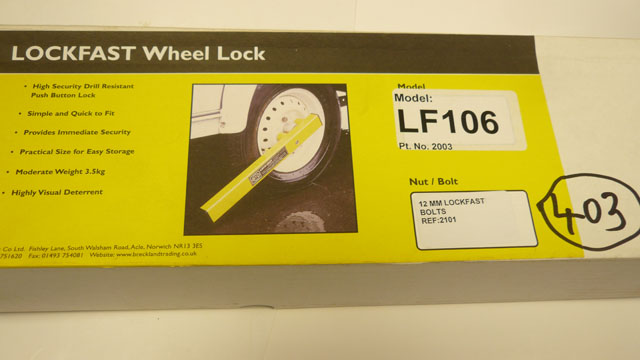 LOCKFAST Wheel Lock
• High Security Drill Resistant
Push Button Lock
• Simple and Quick to Fit
• Provides Immediate Security
• Practical Size for Easy Storage
• Moderate Weight 3.5kg
• Highly Visual Deterrent
Model
Model:
LF106
Pt. No. 2003
Nut / Bolt
12 MM LOCKFAST
BOLTS
REF:2101
403
Co Ltd. Fishley Lane, South Walsham Road, Acle, Norwich NR13 3ES
751620 Fax: 01493 754081 Website: www.brecklandtrading.co.uk